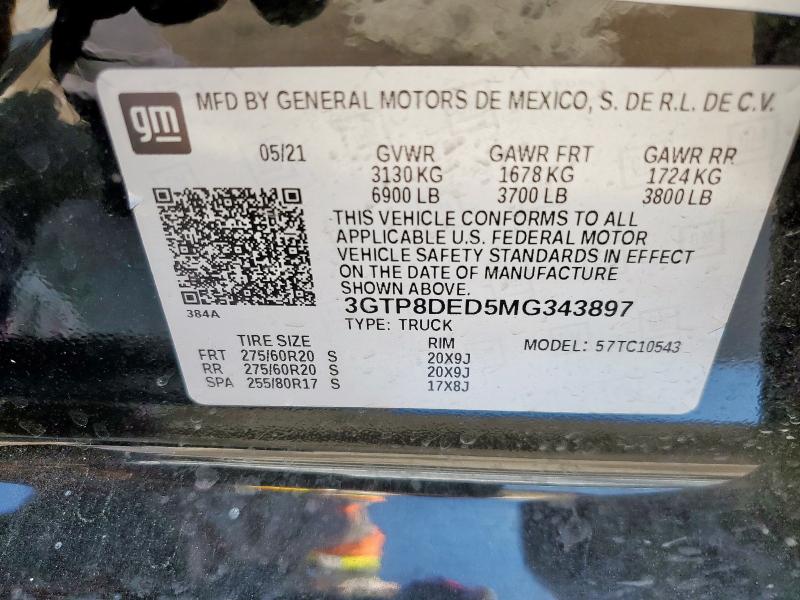 gm
MFD BY GENERAL MOTORS DE MEXICO, S. DE R.L. DE C.V.
05/21 GVWR GAWR FRT GAWR RR
3130 KG 1678 KG 1724 KG
6900 LB 3700 LB 3800 LB
THIS VEHICLE CONFORMS TO ALL
APPLICABLE U.S. FEDERAL MOTOR
VEHICLE SAFETY STANDARDS IN EFFECT
ON THE DATE OF MANUFACTURE
SHOWN ABOVE.
384A
3GTP8DED5MG343897
TYPE: TRUCK
TIRE SIZE RIM MODEL: 57TC10543
FRT 275/60R20 S 20X9J
RR 275/60R20 S 20X9J
SPA 255/80R17 S 17X8J